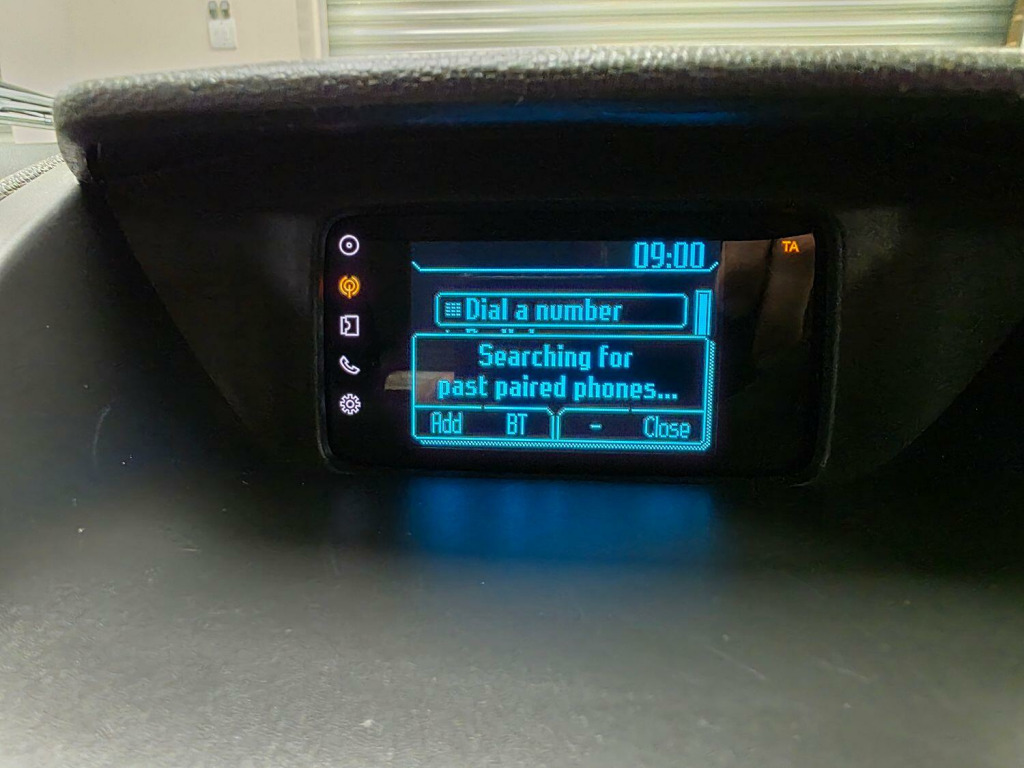 09:00
TA
Dial a number
Searching for
past paired phones...
Add BT - Close